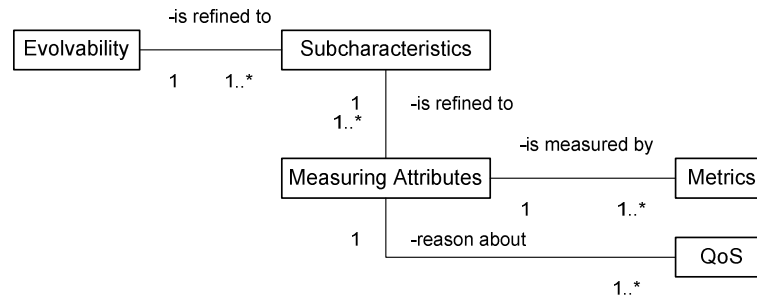 -is refined to
Evolvability
Subcharacteristics
1
1..*
1
-is refined to
1..*
-is measured by
Measuring Attributes
Metrics
1
1..*
1
-reason about
QoS
1..*